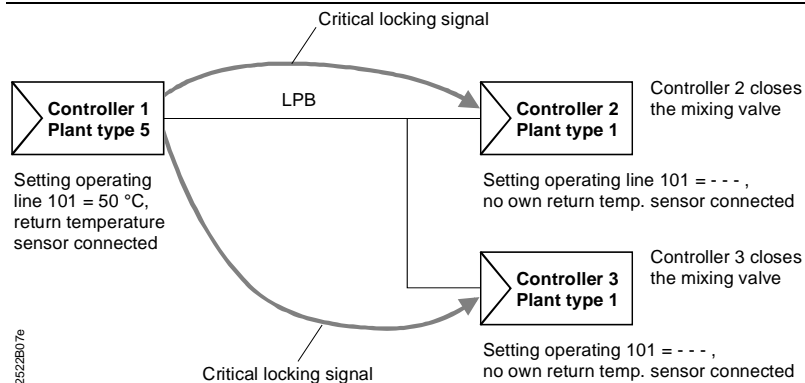 Critical locking signal
Controller 1
Plant type 5
LPB
Controller 2
Plant type 1
Controller 2 closes
the mixing valve
Setting operating
line 101 = 50 °C,
return temperature
sensor connected
Setting operating line 101 = - - - ,
no own return temp. sensor connected
Controller 3
Plant type 1
Controller 3 closes
the mixing valve
Setting operating 101 = - - - ,
no own return temp. sensor connected
Critical locking signal
2522B07e